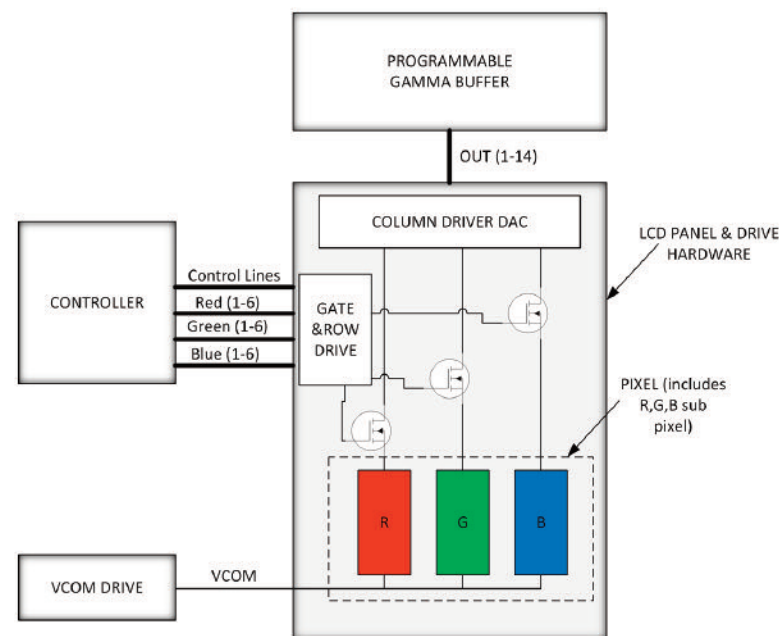 PROGRAMMABLE
GAMMA BUFFER
OUT (1-14)
COLUMN DRIVER DAC
LCD PANEL & DRIVE
HARDWARE
CONTROLLER
Control Lines
Red (1-6)
Green (1-6)
Blue (1-6)
GATE
&ROW
DRIVE
PIXEL (includes
R,G,B sub
pixel)
R
G
B
VCOM DRIVE
VCOM